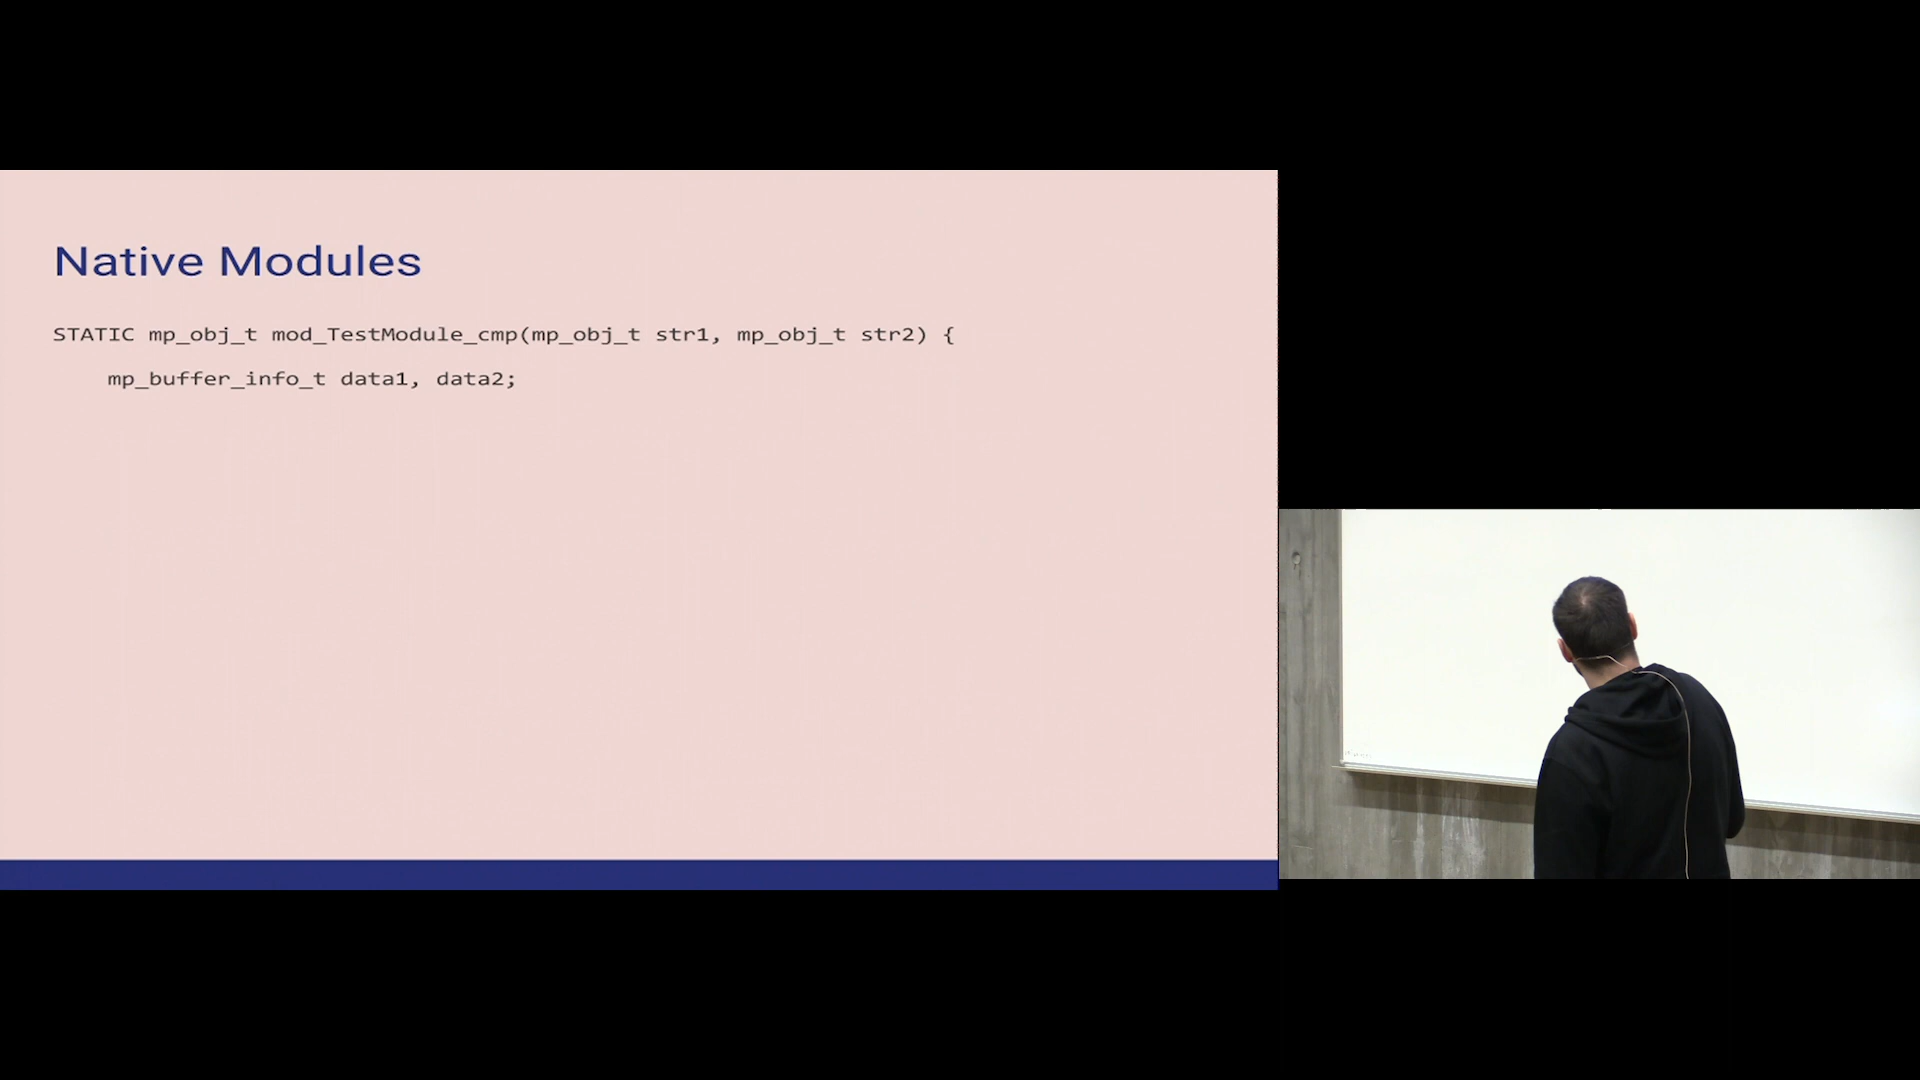 Native Modules
STATIC mp_obj_t mod_TestModule_cmp(mp_obj_t str1, mp_obj_t str2) {
mp_buffer_info_t data1, data2;